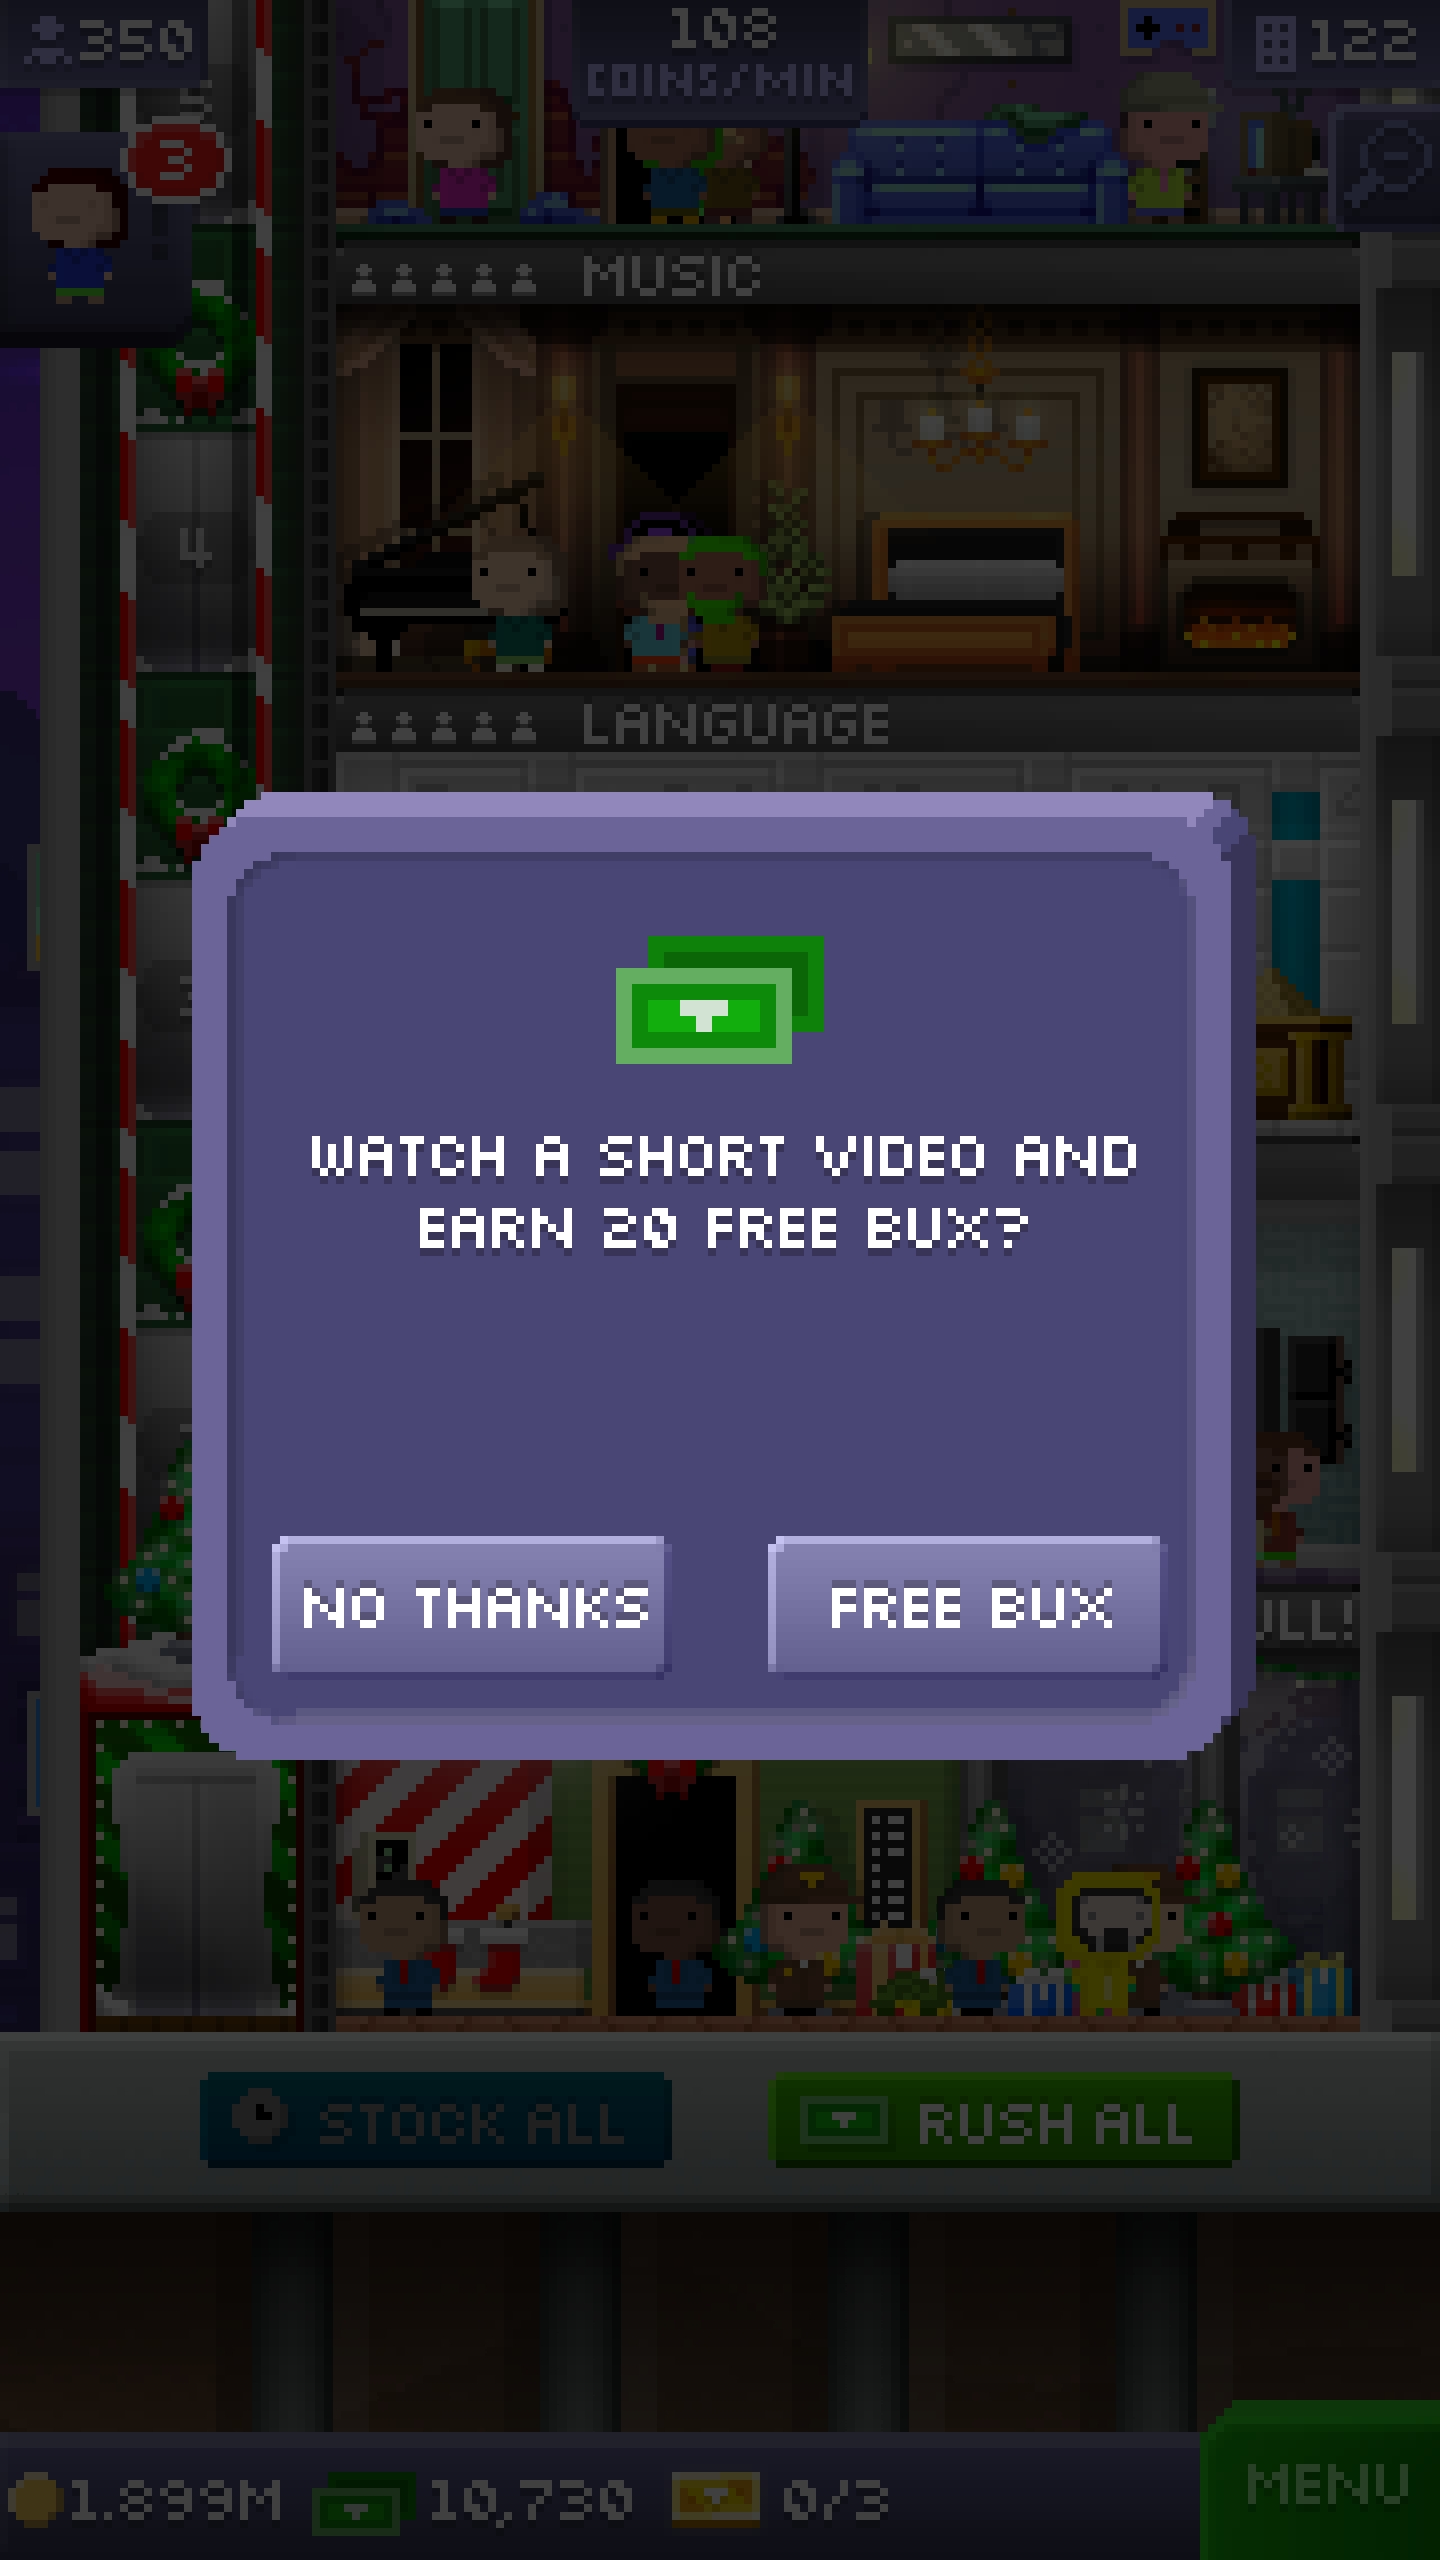 350
108
COINS/MIN
122
5
3
MUSIC
4
LANGUAGE
WATCH A SHORT VIDEO AND
EARN 20 FREE BUX?
NO THANKS
FREE BUX
ULL!
STOCK ALL
RUSH ALL
1.899M
10,730
0/3
MENU